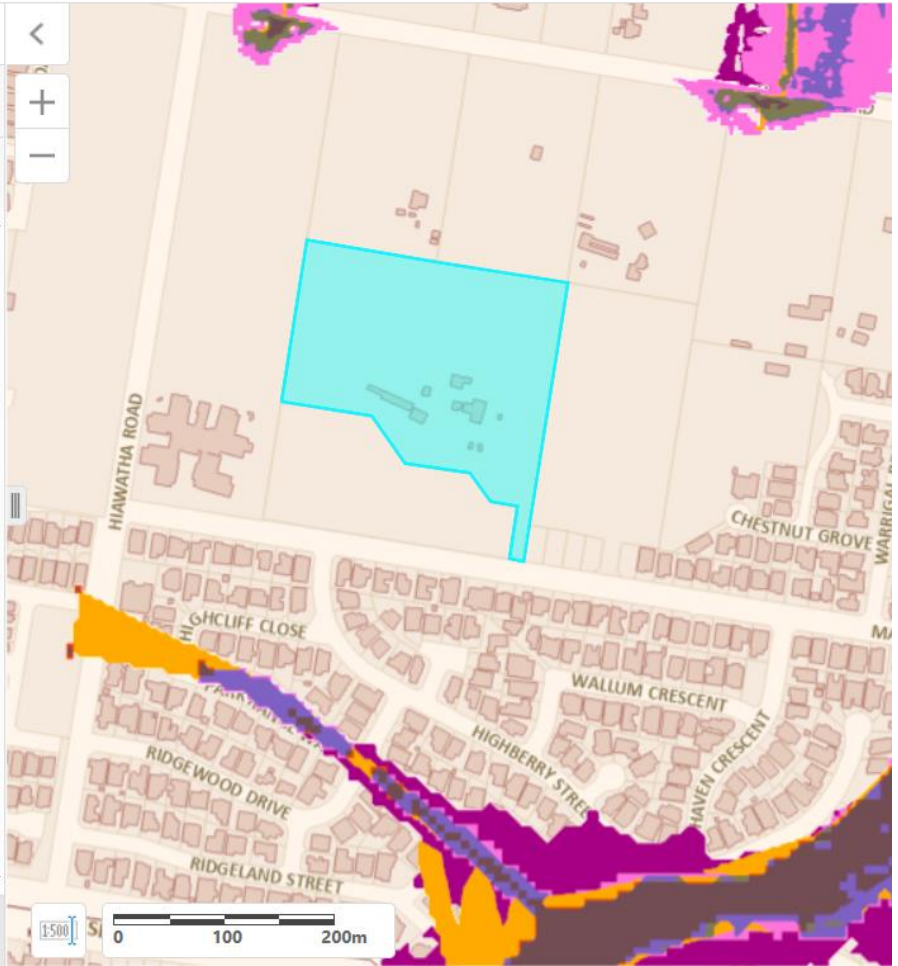 HIAWATHA ROAD
CHESTNUT GROVE
HIGHCLIFF CLOSE
WALLUM CRESCENT
HIGHBERRY STREET
HAVEN CRESCENT
RIDGEWOOD DRIVE
RIDGELAND STREET
1:500
0 100 200m